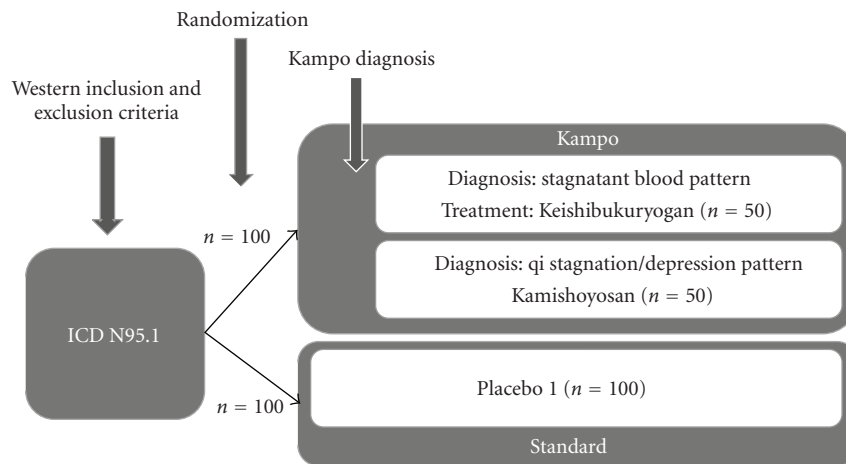 Randomization
Kampo diagnosis
Western inclusion and
exclusion criteria
Kampo
Diagnosis: stagnatant blood pattern
Treatment: Keishibukuryogan (n = 50)
n = 100
Diagnosis: qi stagnation/depression pattern
Kamishoyosan (n = 50)
ICD N95.1
Placebo 1 (n = 100)
n = 100
Standard